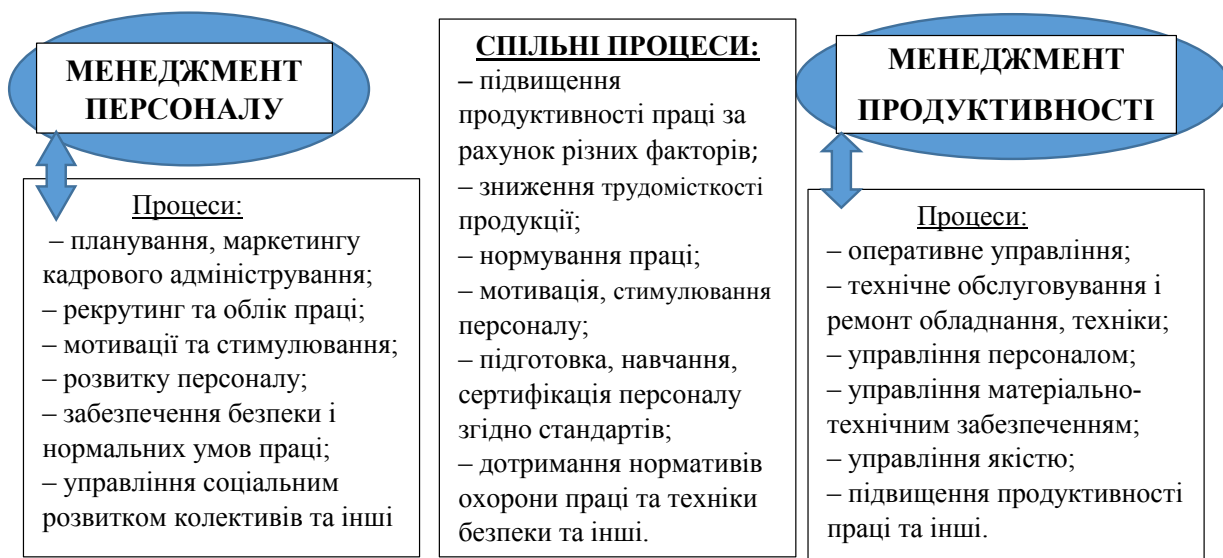 МЕНЕДЖМЕНТ
ПЕРСОНАЛУ
Процеси:
– планування, маркетингу
кадрового адміністрування;
– рекрутинг та облік праці;
– мотивації та стимулювання;
– розвитку персоналу;
– забезпечення безпеки і
нормальних умов праці;
– управління соціальним
розвитком колективів та інші
СПІЛЬНІ ПРОЦЕСИ:
– підвищення
продуктивності праці за
рахунок різних факторів;
– зниження трудомісткості
продукції;
– нормування праці;
– мотивація, стимулювання
персоналу;
– підготовка, навчання,
сертифікація персоналу
згідно стандартів;
– дотримання нормативів
охорони праці та техніки
безпеки та інші.
МЕНЕДЖМЕНТ
ПРОДУКТИВНОСТІ
Процеси:
– оперативне управління;
– технічне обслуговування і
ремонт обладнання, техніки;
– управління персоналом;
– управління матеріально-
технічним забезпеченням;
– управління якістю;
– підвищення продуктивності
праці та інші.